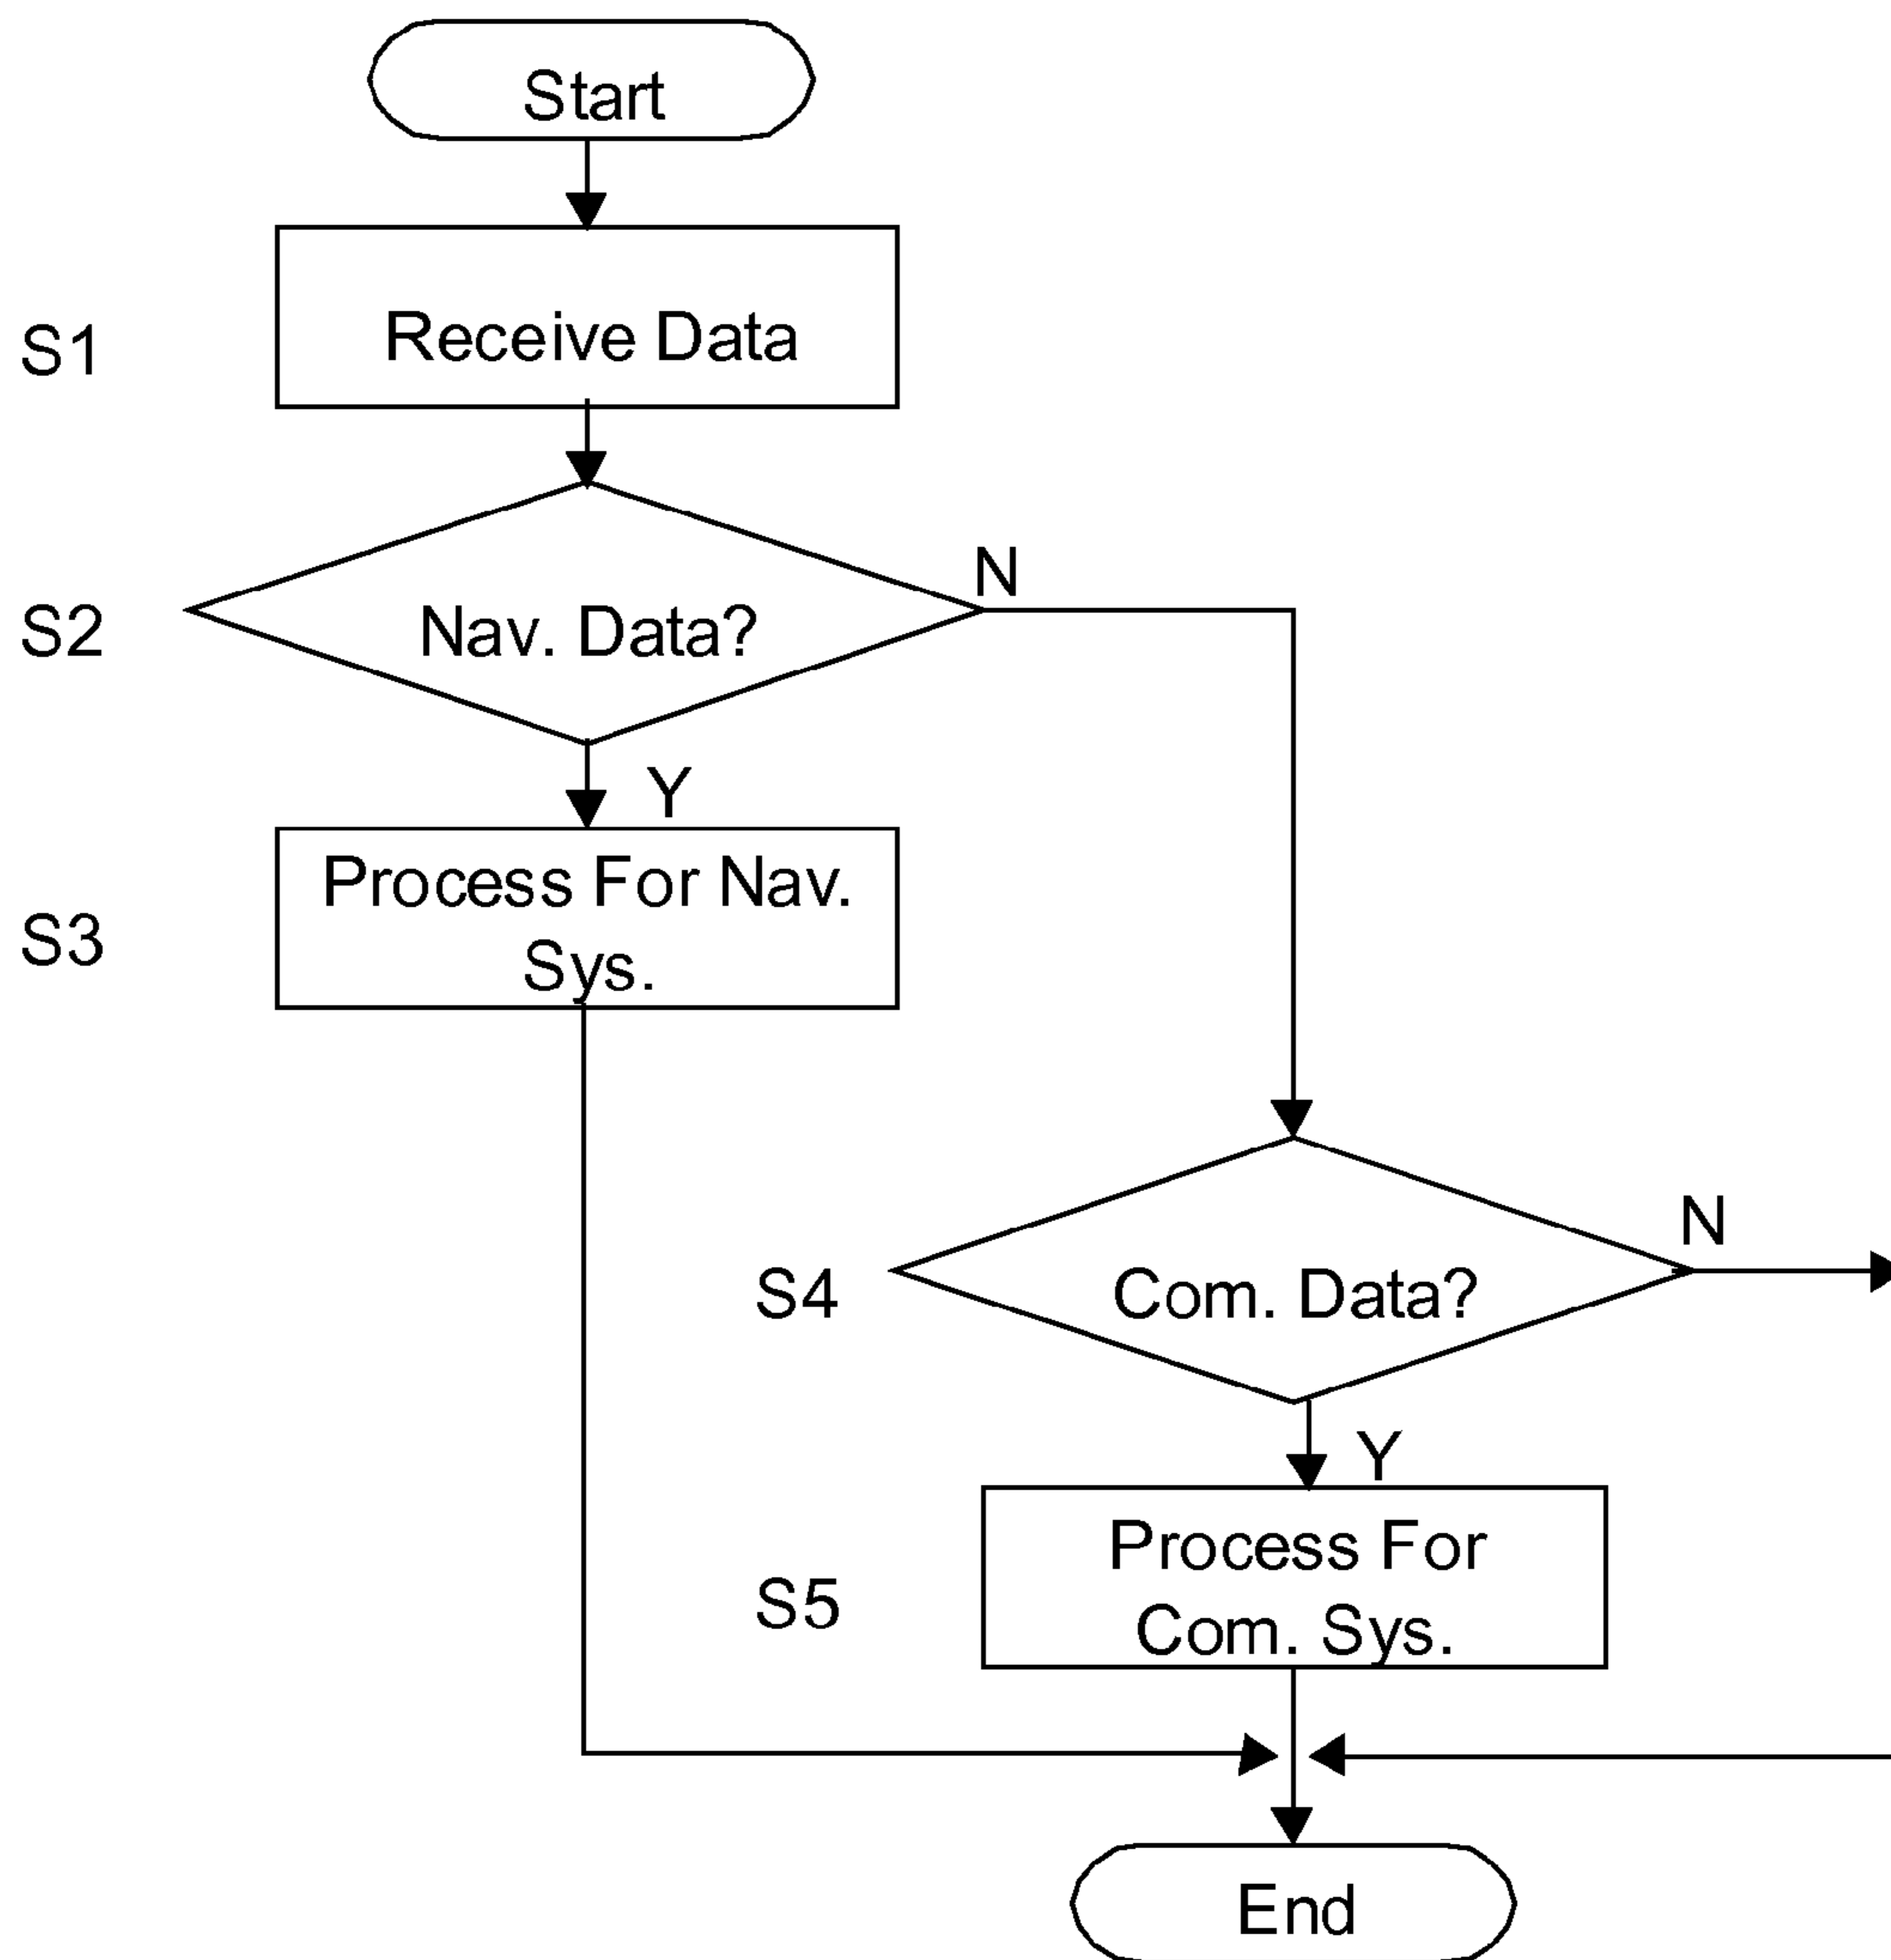 Start
S1
Receive Data
S2
Nav. Data?
N
Y
S3
Process For Nav.
Sys.
S4
Com. Data?
N
Y
S5
Process For
Com. Sys.
End